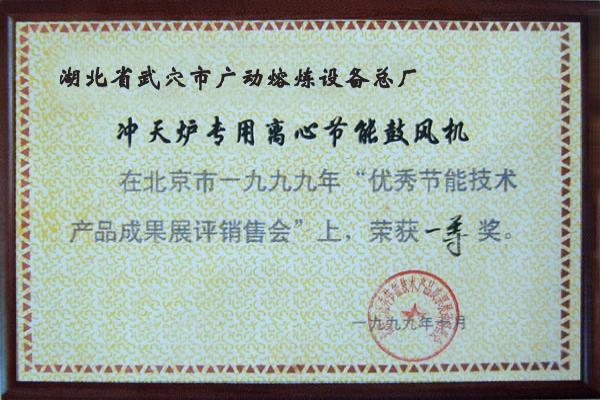 湖北省武穴市广动熔炼设备总厂
冲天炉专用离心节能鼓风机
在北京市一九九九年“优秀节能技术
产品成果展评销售会”上,荣获一等奖。
一九九九年十月